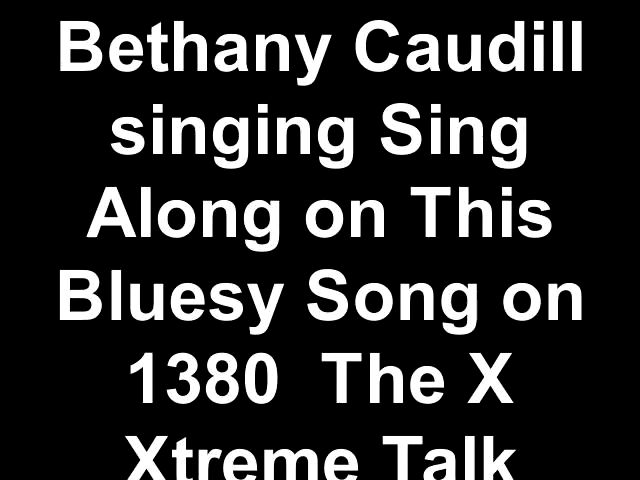 Bethany Caudill
singing Sing
Along on This
Bluesy Song on
1380 The X
Xtreme Talk